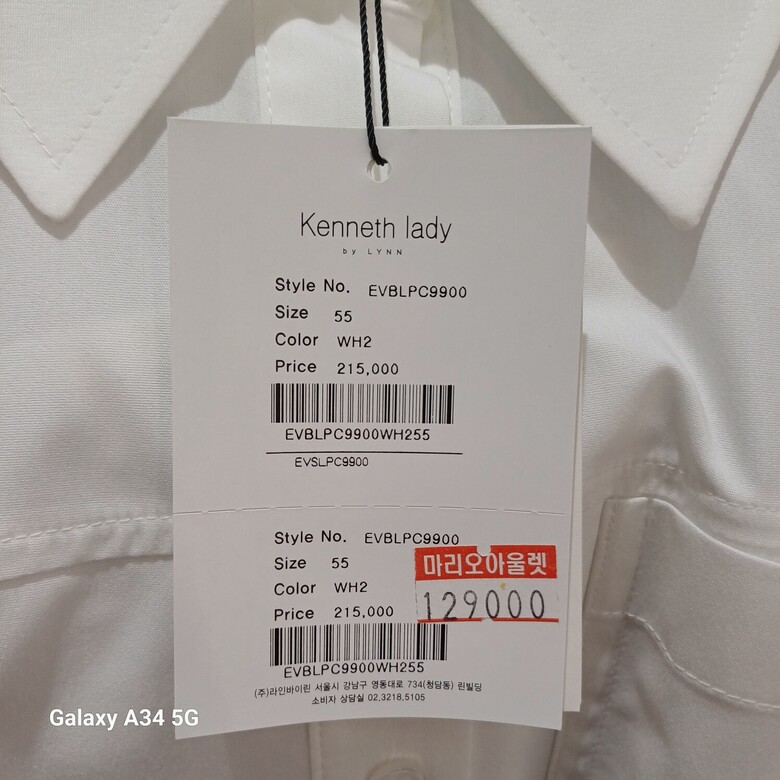 Kenneth lady
by LYNN
Style No. EVBLPC9900
Size 55
Color WH2
Price 215,000
EVBLPC9900WH255
EVSLPC9900
Style No. EVBLPC9900
Size 55
Color WH2
Price 215,000
마리오아울렛
129000
EVBLPC9900WH255
(주)라인바이린 서울시 강남구 영동대로 734(청담동) 린빌딩
소비자 상담실 02.3218.5105
Galaxy A34 5G